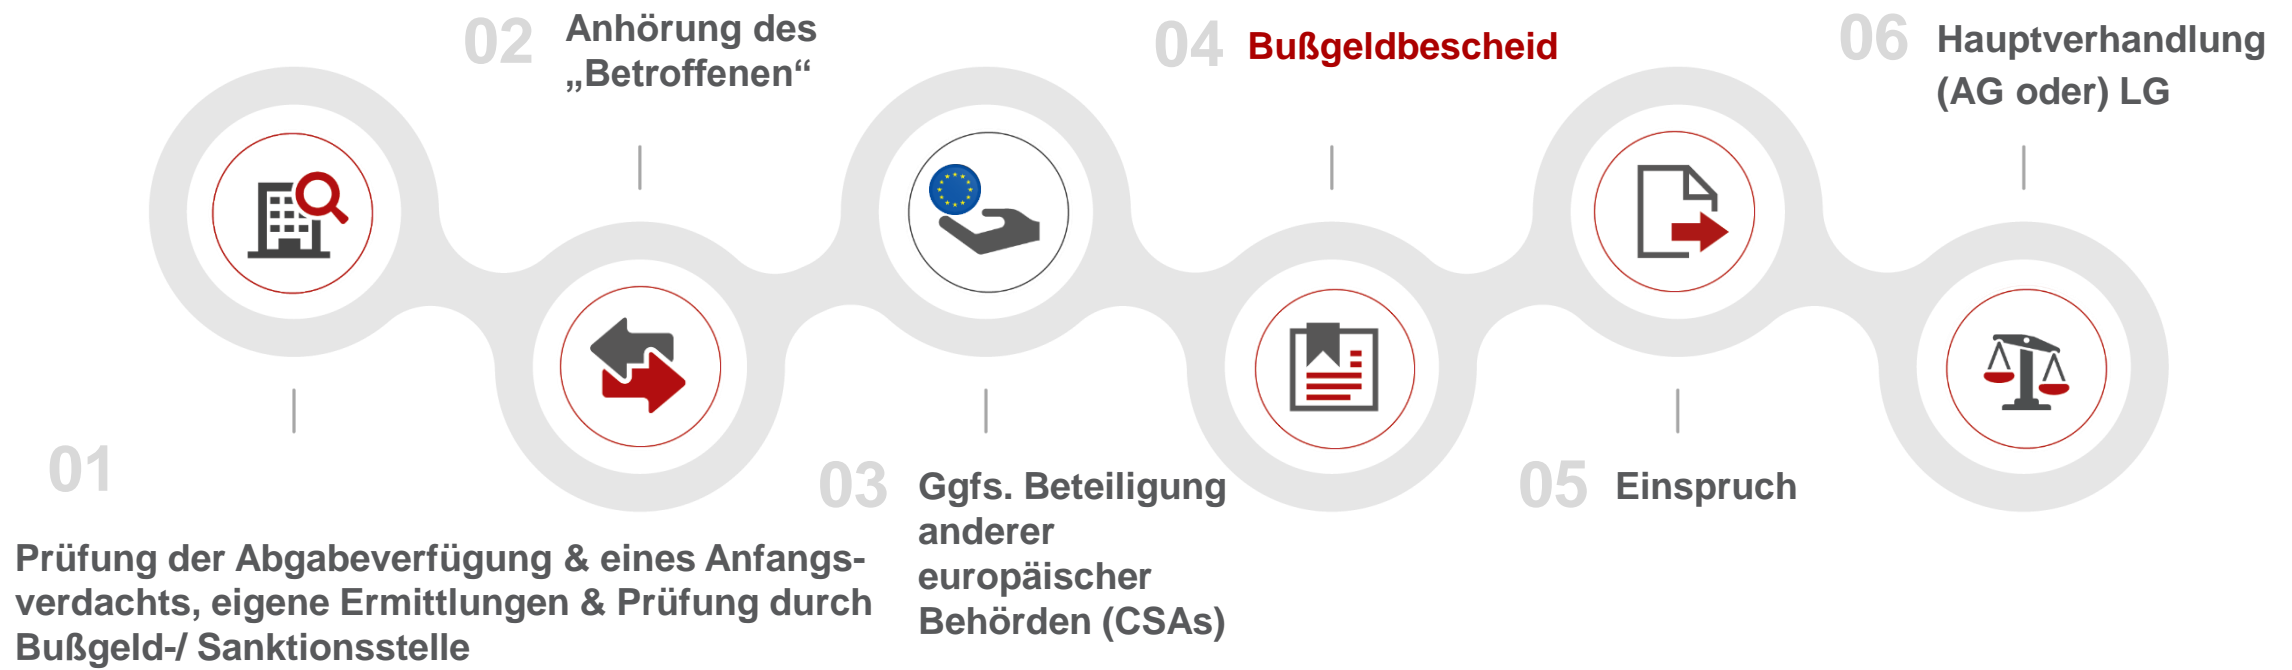 01
Prüfung der Abgabeverfügung & eines Anfangs-
verdachts, eigene Ermittlungen & Prüfung durch
Bußgeld-/ Sanktionsstelle
02
Anhörung des
„Betroffenen“
03
Ggfs. Beteiligung
anderer
europäischer
Behörden (CSAs)
04
Bußgeldbescheid
05
Einspruch
06
Hauptverhandlung
(AG oder) LG